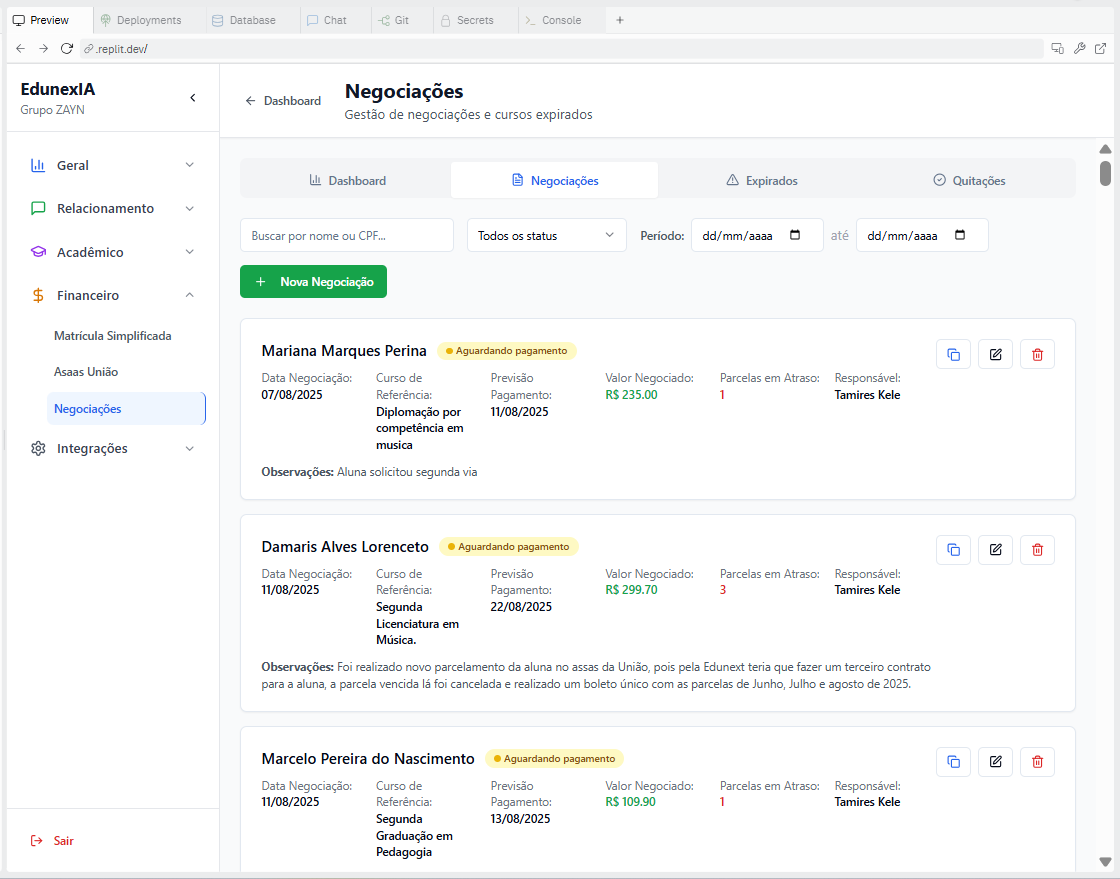 Preview
Deployments
Database
Chat
Git
Secrets
Console
.replit.dev/
EdunexIA
Grupo ZAYN
Dashboard
Negociações
Gestão de negociações e cursos expirados
Geral
Relacionamento
Acadêmico
Financeiro
Matrícula Simplificada
Asaas União
Negociações
Integrações
Sair
Dashboard
Negociações
Expirados
Quitações
Buscar por nome ou CPF...
Todos os status
Período:
dd/mm/aaaa
até
dd/mm/aaaa
Nova Negociação
Mariana Marques Perina
Aguardando pagamento
Data Negociação:
07/08/2025
Curso de
Referência:
Diplomação por
competência em
musica
Previsão
Pagamento:
11/08/2025
Valor Negociado:
R$ 235.00
Parcelas em Atraso:
1
Responsável:
Tamires Kele
Observações: Aluna solicitou segunda via
Damaris Alves Lorenceto
Aguardando pagamento
Data Negociação:
11/08/2025
Curso de
Referência:
Segunda
Licenciatura em
Música.
Previsão
Pagamento:
22/08/2025
Valor Negociado:
R$ 299.70
Parcelas em Atraso:
3
Responsável:
Tamires Kele
Observações: Foi realizado novo parcelamento da aluna no assas da União, pois pela Edunext teria que fazer um terceiro contrato
para a aluna, a parcela vencida lá foi cancelada e realizado um boleto único com as parcelas de Junho, Julho e agosto de 2025.
Marcelo Pereira do Nascimento
Aguardando pagamento
Data Negociação:
11/08/2025
Curso de
Referência:
Segunda
Graduação em
Pedagogia
Previsão
Pagamento:
13/08/2025
Valor Negociado:
R$ 109.90
Parcelas em Atraso:
1
Responsável:
Tamires Kele